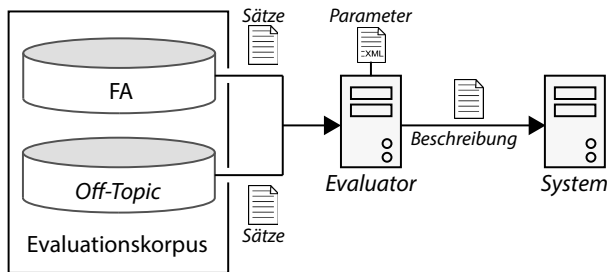 Sätze
Parameter
XML
FA
Beschreibung
Off-Topic
Evaluator
System
Sätze
Evaluationskorpus